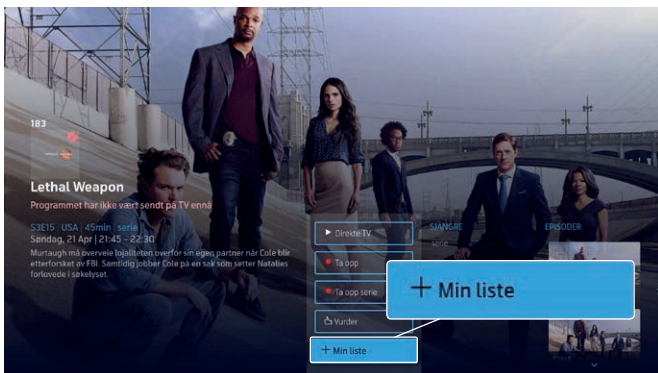 183
Lethal Weapon
Programmet har ikke vært sendt på TV ennå
S3E15 | USA | 45min | serie
Søndag, 21 Apr | 21:45 - 22:30
Murtaugh må overveie lojaliteten overfor sin egen partner når Cole blir
etterforsket av FBI. Samtidig jobber Cole på en sak som setter Natalies
forlovede i søkelyset.
Direkte TV
Ta opp
Ta opp serie
Vurder
+ Min liste
SJANGRE
serie
EPISODER
+ Min liste